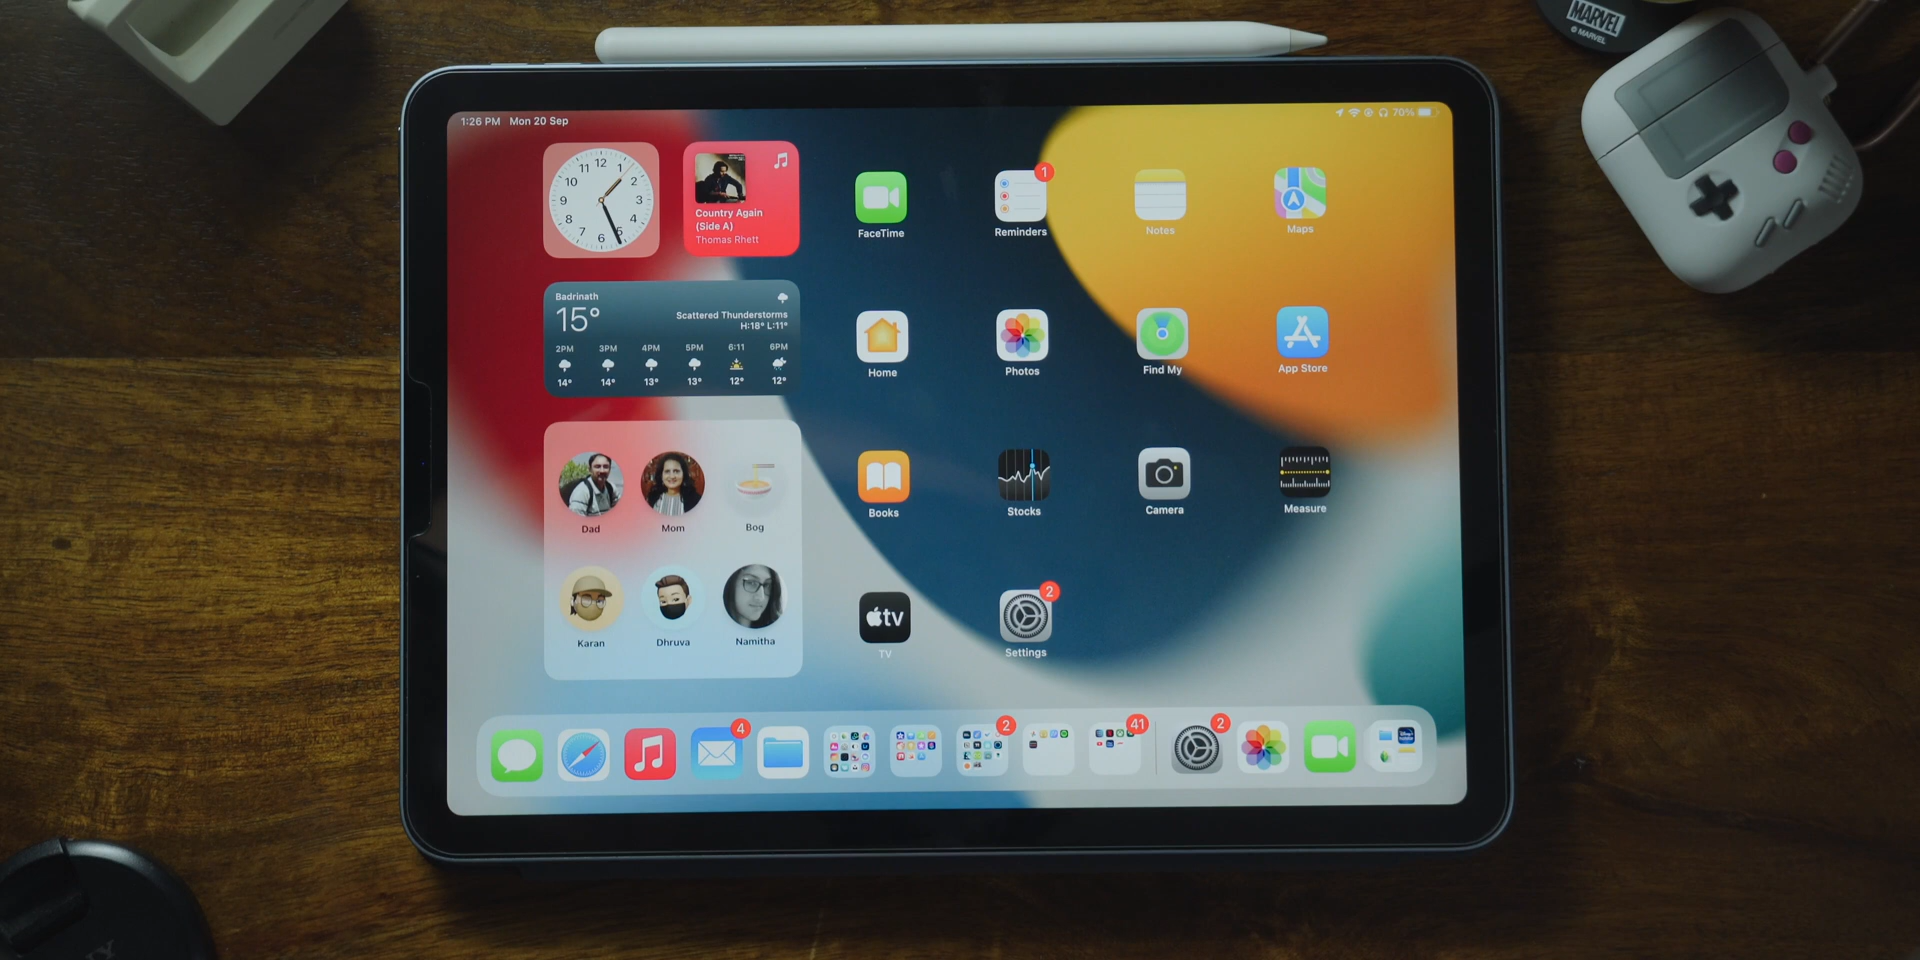 MARVEL
© MARVEL
1:26 PM Mon 20 Sep
70%
12
1
2
3
4
5
6
7
8
9
10
11
Country Again
(Side A)
Thomas Rhett
FaceTime
1
Reminders
Notes
Maps
Badrinath
15°
Scattered Thunderstorms
H:18° L:11°
2PM 3PM 4PM 5PM 6:11 6PM
14° 14° 13° 13° 12° 12°
Home
Photos
Find My
App Store
Dad
Mom
Bog
Karan
Dhruva
Namitha
Books
Stocks
Camera
Measure
tv
TV
2
Settings
4
2
41
2